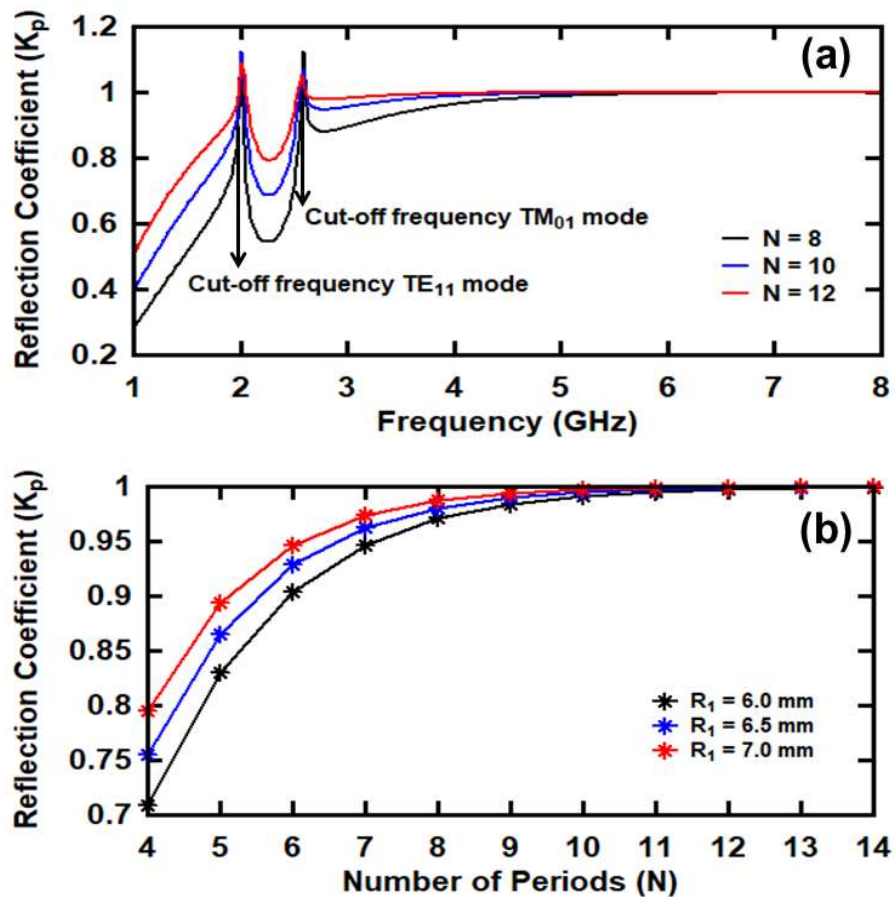 (a)
Reflection Coefficient (Kp)
1.2
1
0.8
0.6
0.4
0.2
Cut-off frequency TM01 mode
Cut-off frequency TE11 mode
N = 8
N = 10
N = 12
1 2 3 4 5 6 7 8
Frequency (GHz)
(b)
Reflection Coefficient (Kp)
1
0.95
0.9
0.85
0.8
0.75
0.7
R1 = 6.0 mm
R1 = 6.5 mm
R1 = 7.0 mm
4 5 6 7 8 9 10 11 12 13 14
Number of Periods (N)